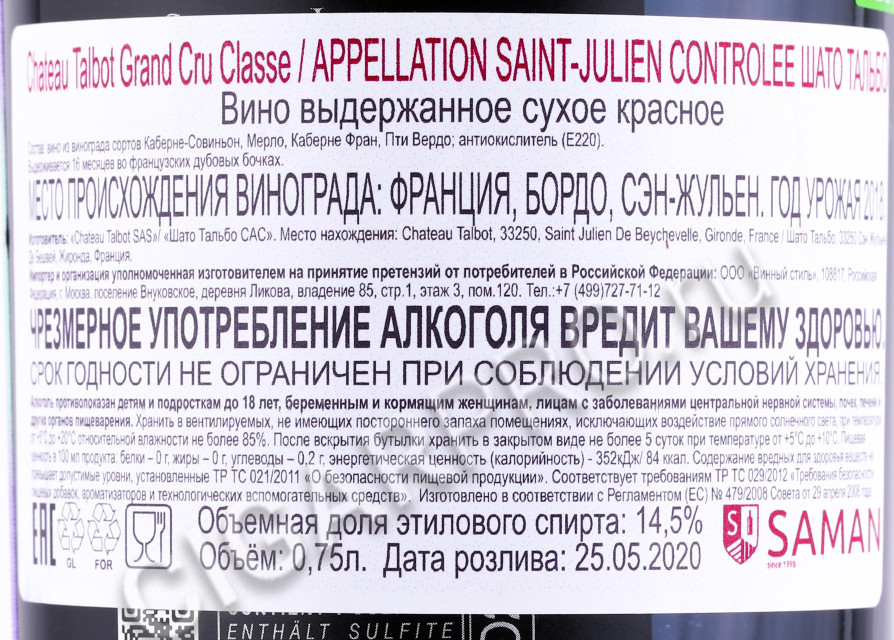 Chateau Talbot Grand Cru Classe / APPELLATION SAINT-JULIEN CONTROLEE ШАТО ТАЛЬБО
Вино выдержанное сухое красное
Состав: вино из винограда сортов Каберне-Совиньон, Мерло, Каберне Фран, Пти Вердо; антиокислитель (Е220).
Выдерживается 16 месяцев во французских дубовых бочках.
МЕСТО ПРОИСХОЖДЕНИЯ ВИНОГРАДА: ФРАНЦИЯ, БОРДО, СЭН-ЖУЛЬЕН. ГОД УРОЖАЯ
Изготовитель: «Chateau Talbot SAS»/ «Шато Тальбо САС». Место нахождения: Chateau Talbot, 33250, Saint Julien De Beychevelle, Gironde, France / Шато Тальбо, 33250 Сэн
Де Бешвей, Жиронда, Франция.
Импортер и организация уполномоченная изготовителем на принятие претензий от потребителей в Российской Федерации: ООО «Винный стиль», 108817, Российская
Федерация, г. Москва, поселение Внуковское, деревня Ликова, владение 85, стр.1, этаж 3, пом.120. Тел.:+7 (499)727-71-12
ЧРЕЗМЕРНОЕ УПОТРЕБЛЕНИЕ АЛКОГОЛЯ ВРЕДИТ ВАШЕМУ ЗДОРОВЬЮ.
СРОК ГОДНОСТИ НЕ ОГРАНИЧЕН ПРИ СОБЛЮДЕНИИ УСЛОВИЙ ХРАНЕНИЯ.
Алкоголь противопоказан детям и подросткам до 18 лет, беременным и кормящим женщинам, лицам с заболеваниями центральной нервной системы, почек, печени и
других органов пищеварения. Хранить в вентилируемых, не имеющих постороннего запаха помещениях, исключающих воздействие прямого солнечного света, при температуре
от +5°С до +20°С относительной влажности не более 85%. После вскрытия бутылки хранить в закрытом виде не более 5 суток при температуре от +5°С до +10°С. Пищевая
ценность в 100 мл продукта: белки – 0 г, жиры – 0 г, углеводы – 0,2 г, энергетическая ценность (калорийность) - 352кДж/ 84 ккал. Содержание вредных для здоровья веществ не
превышает допустимые уровни, установленные ТР ТС 021/2011 «О безопасности пищевой продукции». Соответствует требованиям ТР ТС 029/2012 «Требования безопасности
пищевых добавок, ароматизаторов и технологических вспомогательных средств». Изготовлено в соответствии с Регламентом (ЕС) № 479/2008 Совета от 29 апреля 2008 года.
Объемная доля этилового спирта: 14,5%
Объём: 0,75л. Дата розлива: 25.05.2020
EAC
GL
FOR
SI
SAMAN
since 1998
ENTHÄLT SULFITE
CIGARPRO.ru